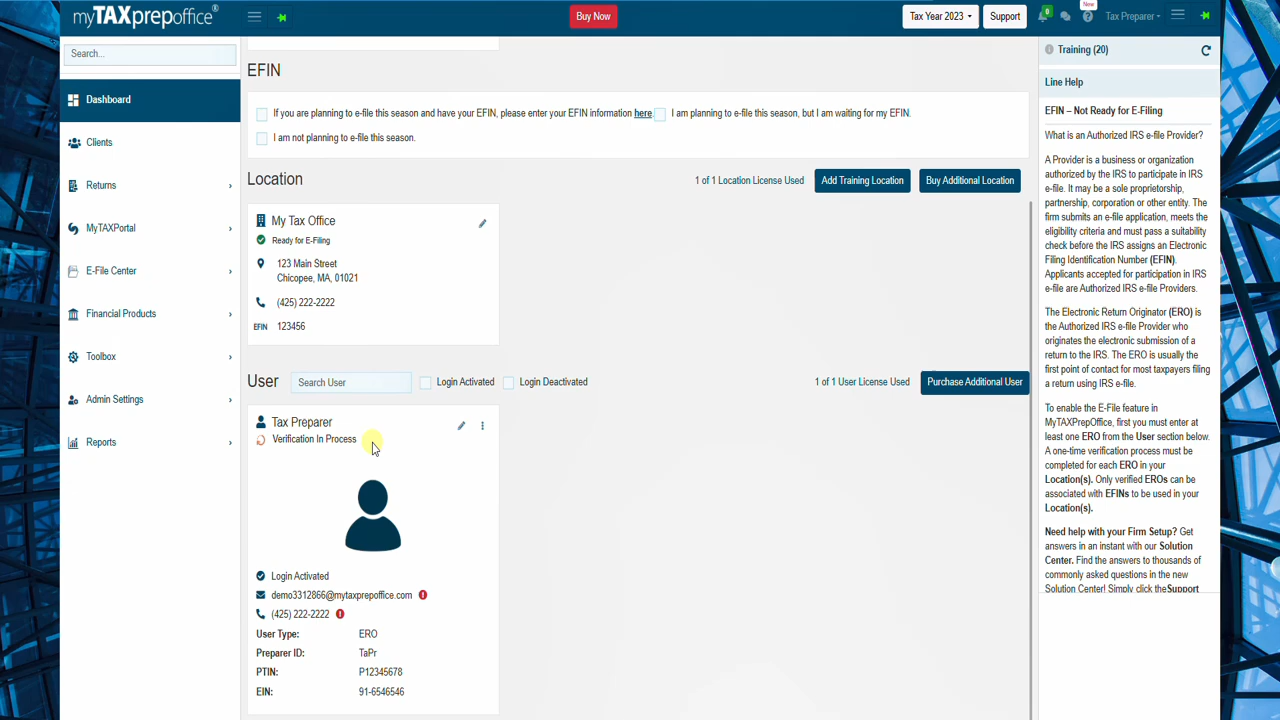 myTAXprepoffice®
Buy Now
Tax Year 2023
Support
0
New
Tax Preparer
Search...
Dashboard
Clients
Returns
MyTAXPortal
E-File Center
Financial Products
Toolbox
Admin Settings
Reports
EFIN
If you are planning to e-file this season and have your EFIN, please enter your EFIN information here.
I am planning to e-file this season, but I am waiting for my EFIN.
I am not planning to e-file this season.
Location
1 of 1 Location License Used
Add Training Location
Buy Additional Location
My Tax Office
Ready for E-Filing
123 Main Street
Chicopee, MA, 01021
(425) 222-2222
EFIN 123456
User
Search User
Login Activated
Login Deactivated
1 of 1 User License Used
Purchase Additional User
Tax Preparer
Verification In Process
Login Activated
demo3312866@mytaxprepoffice.com
(425) 222-2222
User Type: ERO
Preparer ID: TaPr
PTIN: P12345678
EIN: 91-6546546
Training (20)
Line Help
EFIN – Not Ready for E-Filing
What is an Authorized IRS e-file Provider?
A Provider is a business or organization
authorized by the IRS to participate in IRS
e-file. It may be a sole proprietorship,
partnership, corporation or other entity. The
firm submits an e-file application, meets the
eligibility criteria and must pass a suitability
check before the IRS assigns an Electronic
Filing Identification Number (EFIN).
Applicants accepted for participation in IRS
e-file are Authorized IRS e-file Providers.
The Electronic Return Originator (ERO) is
the Authorized IRS e-file Provider who
originates the electronic submission of a
return to the IRS. The ERO is usually the
first point of contact for most taxpayers filing
a return using IRS e-file.
To enable the E-File feature in
MyTAXPrepOffice, first you must enter at
least one ERO from the User section below.
A one-time verification process must be
completed for each ERO in your
Location(s). Only verified EROs can be
associated with EFINs to be used in your
Location(s).
Need help with your Firm Setup? Get
answers in an instant with our Solution
Center. Find the answers to thousands of
commonly asked questions in the new
Solution Center! Simply click theSupport